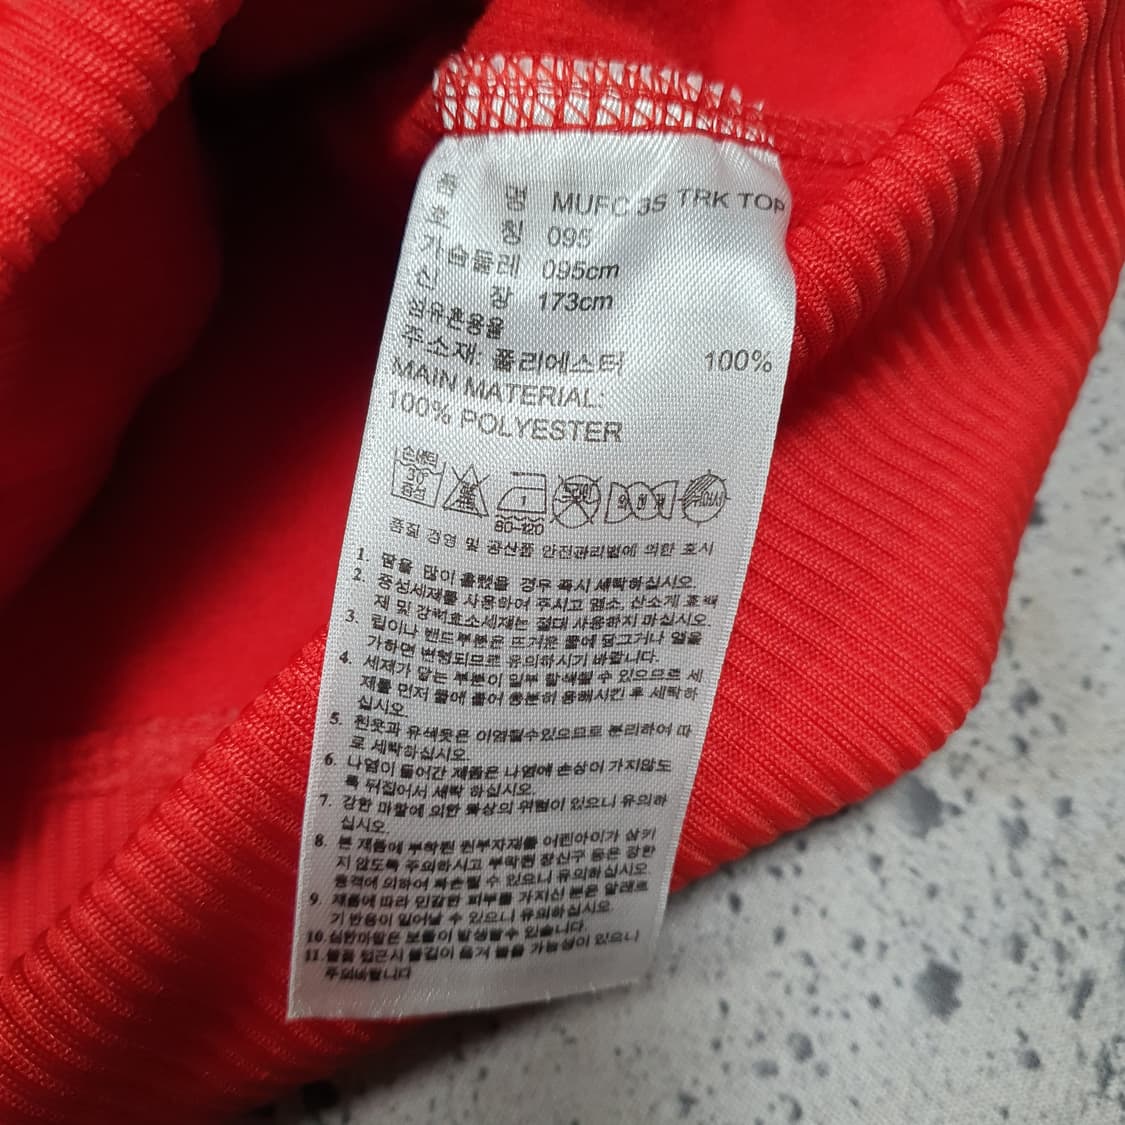 품 명 MUFC 3S TRK TOP
호 칭 095
가슴둘레 095cm
신 장 173cm
섬유혼용율
주소재: 폴리에스터 100%
MAIN MATERIAL:
100% POLYESTER
손세탁
30
중성
1
80-120
품질 경영 및 공산품 안전관리법에 의한 표시
1. 땀을 많이 흘렸을 경우 즉시 세탁하십시오
2. 중성세제를 사용하여 주시고 염소, 산소계 표백
제 및 강력효소세제는 절대 사용하지 마십시오.
3. 립이나 밴드부분은 뜨거운 물에 담그거나 열을
가하면 변형되므로 유의하시기 바랍니다.
4. 세제가 닿는 부분이 일부 탈색될 수 있으므로 세
제를 먼저 물에 풀어 충분히 용해시킨 후 세탁하
십시오.
5. 흰옷과 유색옷은 이염될수있으므로 분리하여 따
로 세탁하십시오.
6. 나염이 들어간 제품은 나염에 손상이 가지않도
록 뒤집어서 세탁 하십시오.
7. 강한 마찰에 의한 화상의 위험이 있으니 유의하
십시오.
8. 본 제품에 부착된 원부자재를 어린아이가 삼키
지 않도록 주의하시고 부착된 장신구 등은 강한
충격에 의하여 파손될 수 있으니 유의하십시오.
9. 제품에 따라 민감한 피부를 가지신 분은 알레르
기 반응이 일어날 수 있으니 유의하십시오.
10.심한마찰은 보풀이 발생할수 있습니다.
11. 접근시 불길이 옮겨 붙을 가능성이 있으니
주의바랍니다